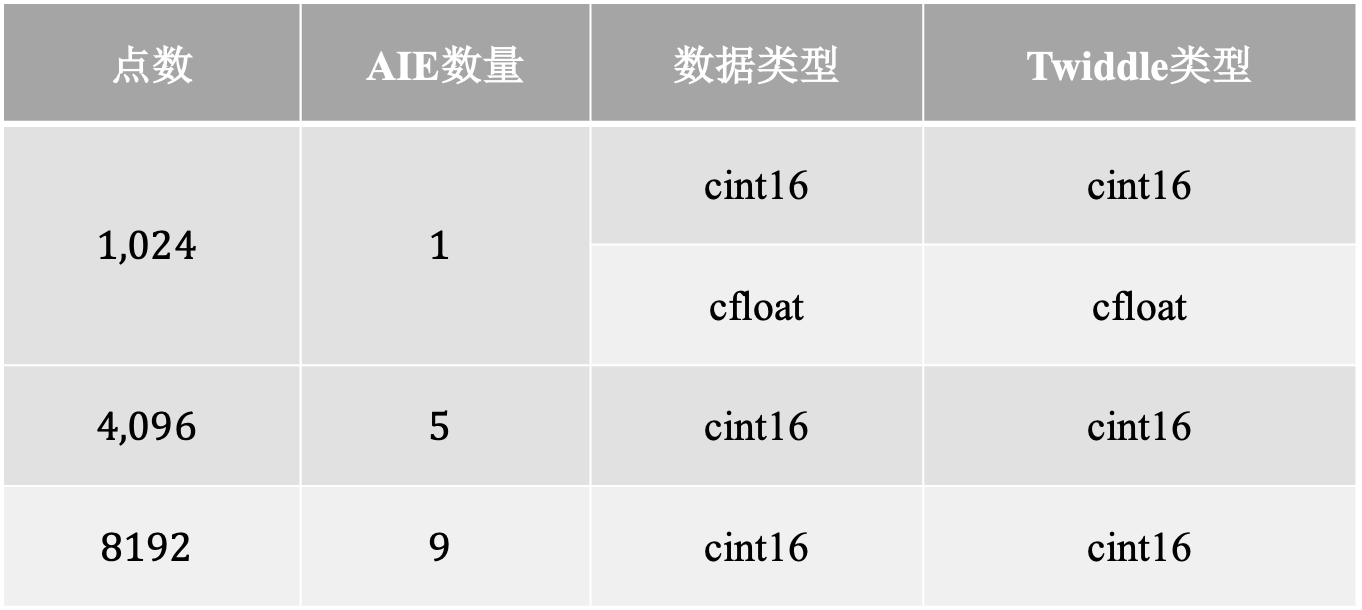 点数 AIE数量 数据类型 Twiddle类型
1,024 1 cint16 cint16
cfloat cfloat
4,096 5 cint16 cint16
8192 9 cint16 cint16